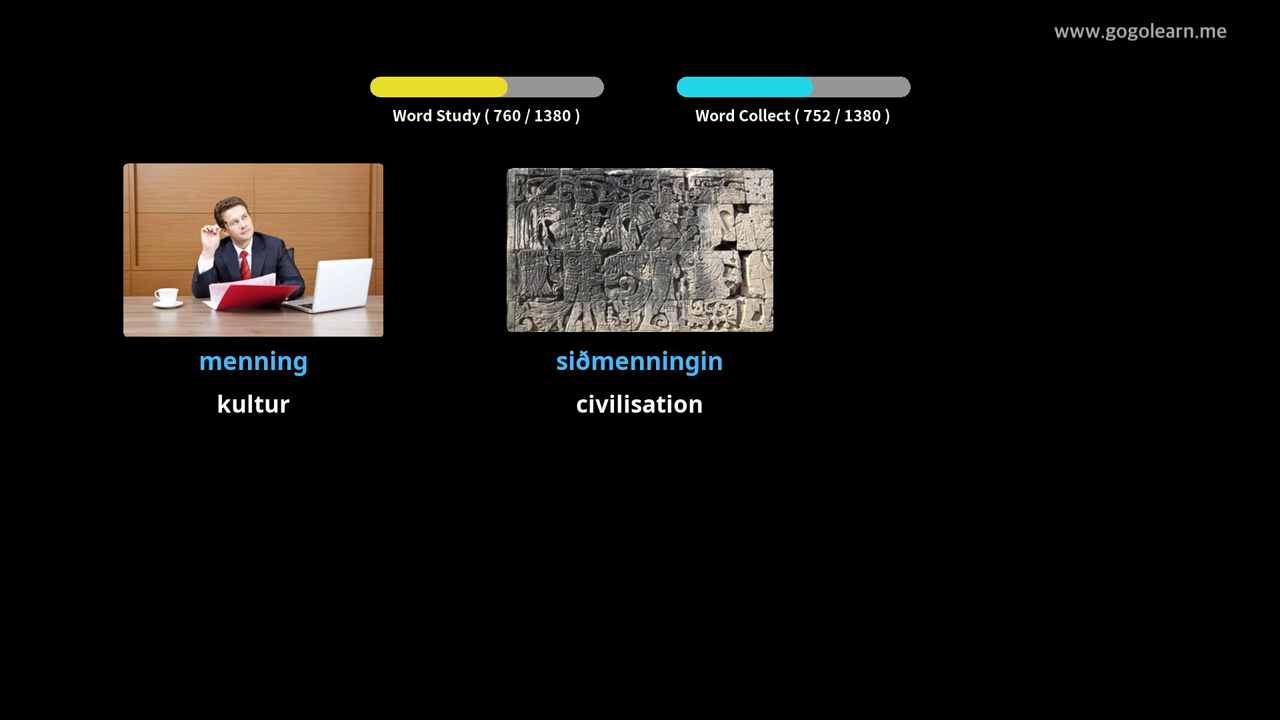 www.gogolearn.me
Word Study ( 760 / 1380 )
Word Collect ( 752 / 1380 )
menning
kultur
siðmenningin
civilisation